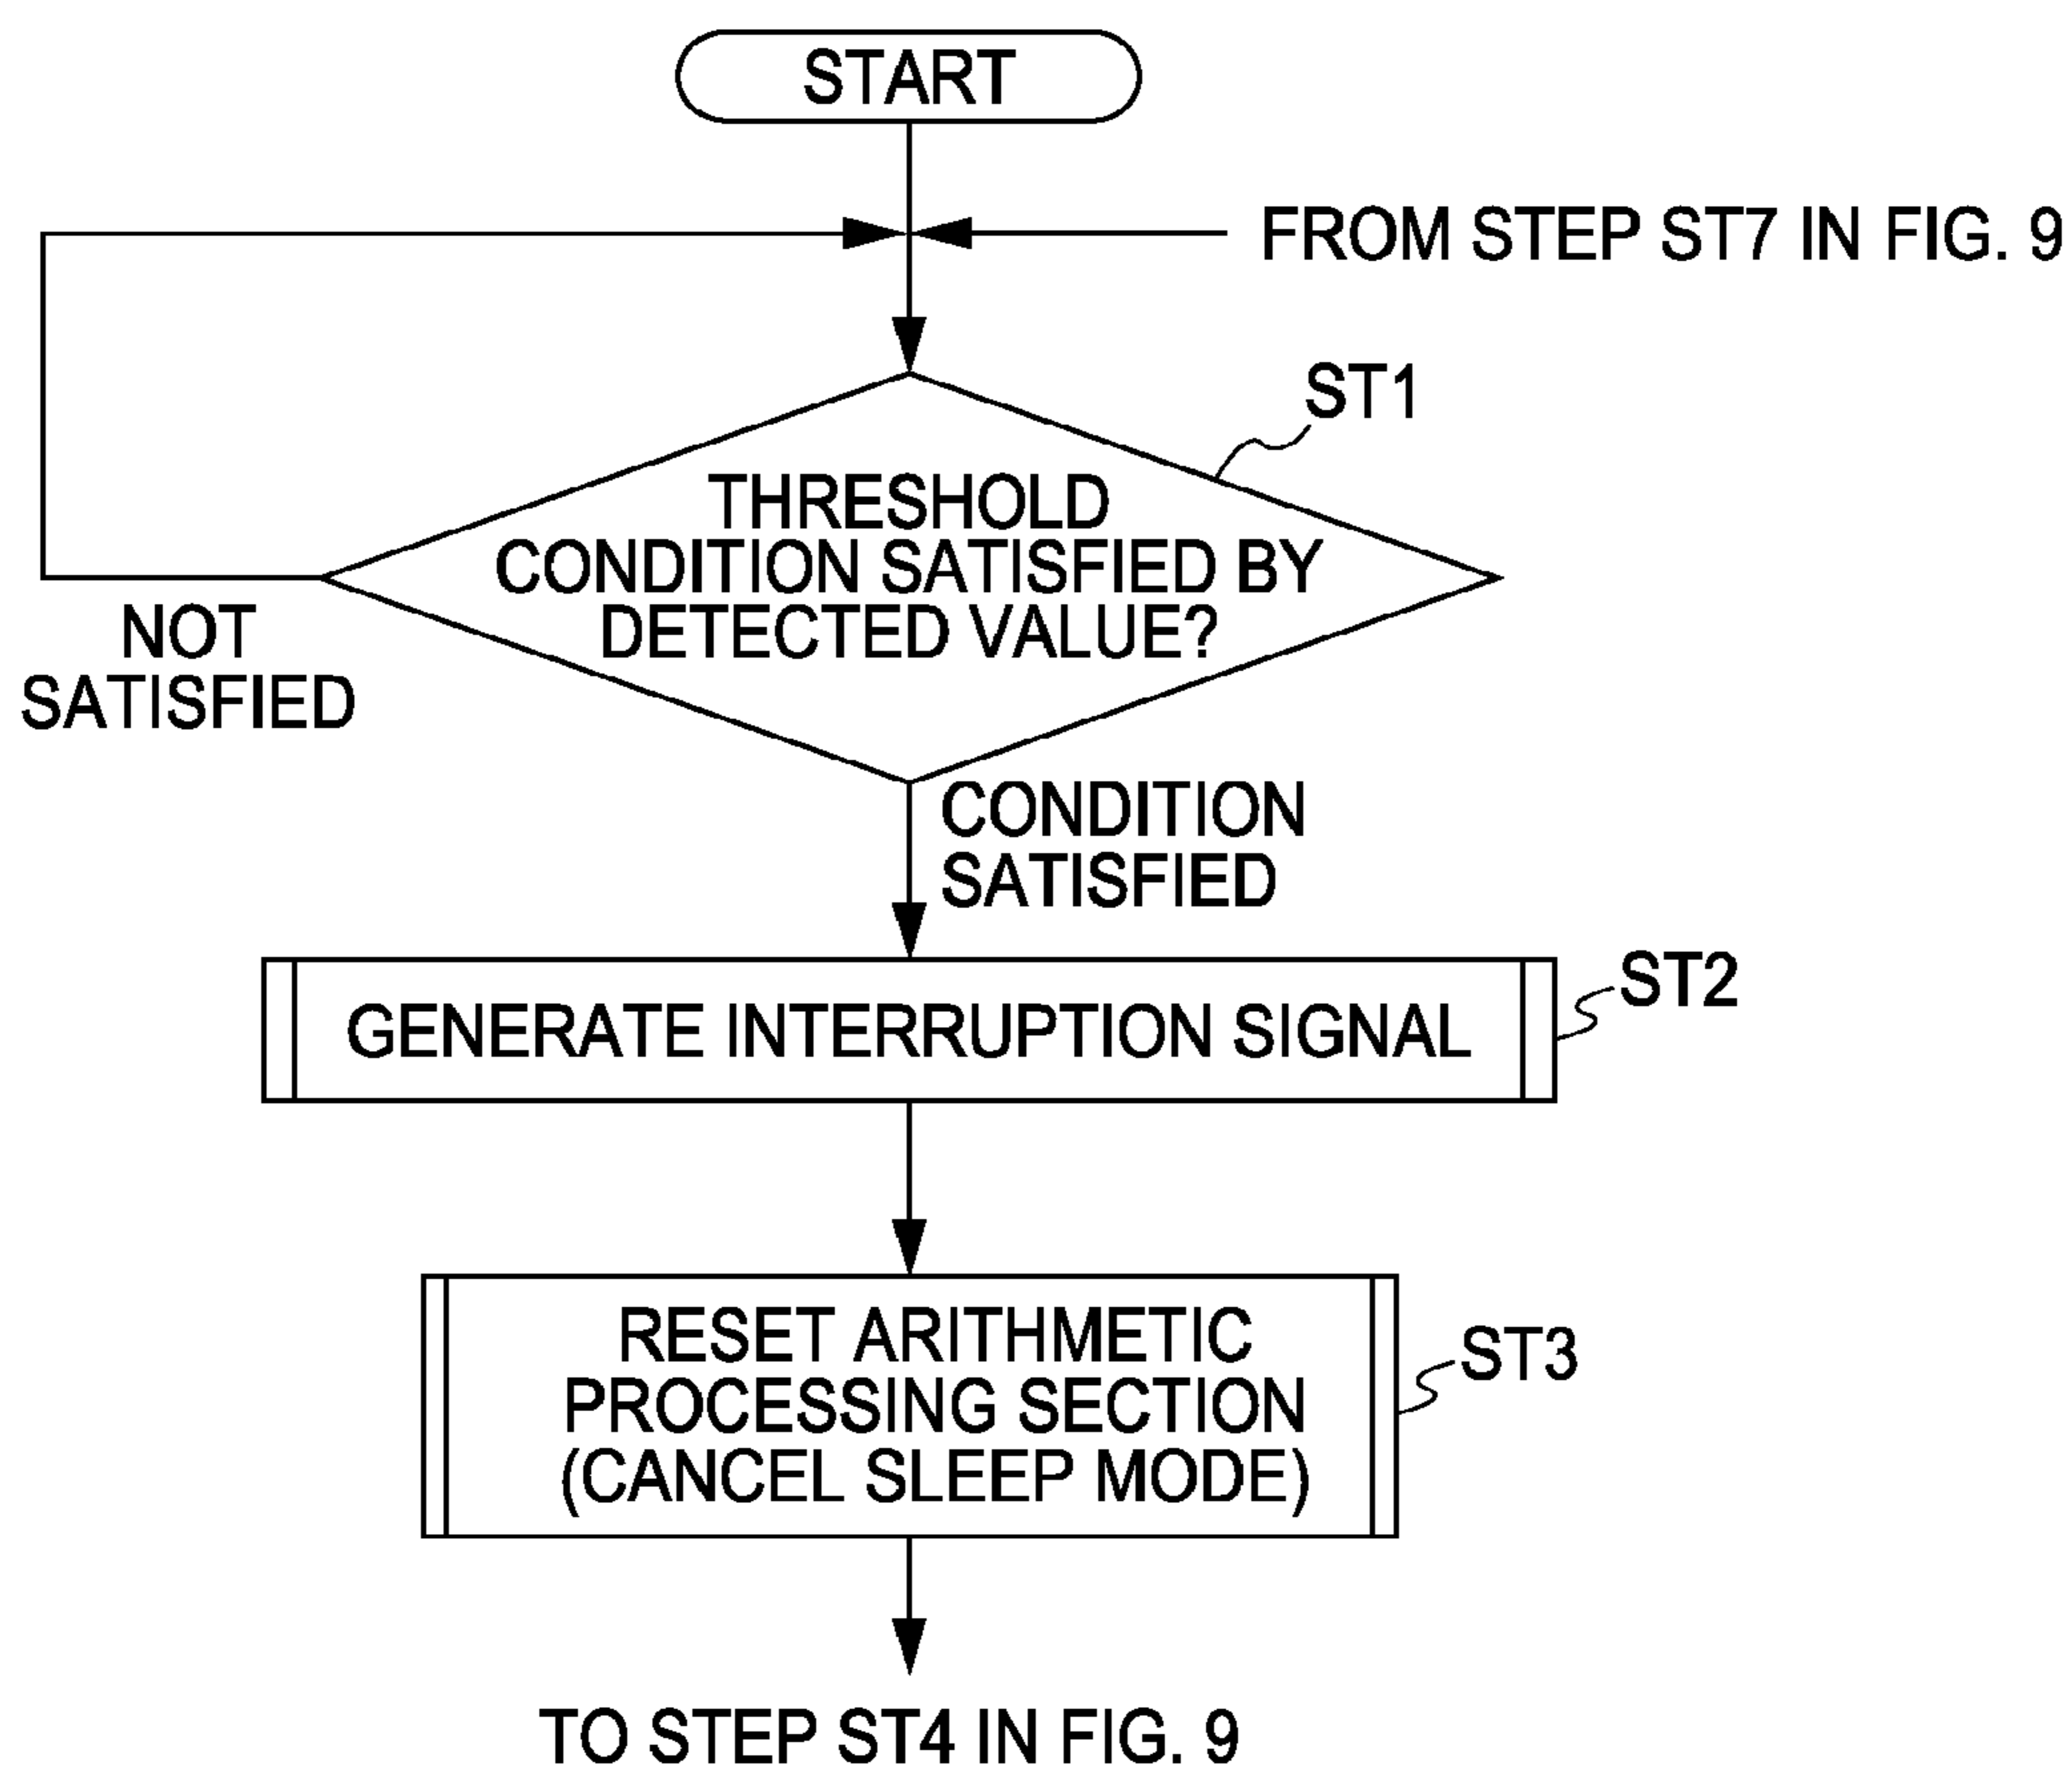 START
FROM STEP ST7 IN FIG. 9
ST1
THRESHOLD
CONDITION SATISFIED BY
DETECTED VALUE?
NOT
SATISFIED
CONDITION
SATISFIED
GENERATE INTERRUPTION SIGNAL
ST2
RESET ARITHMETIC
PROCESSING SECTION
(CANCEL SLEEP MODE)
ST3
TO STEP ST4 IN FIG. 9